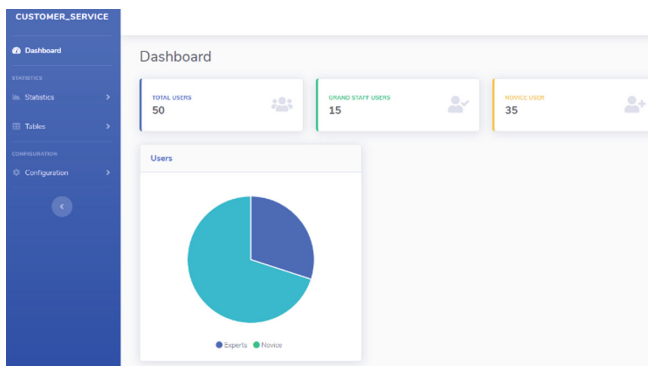 CUSTOMER_SERVICE
Dashboard
STATISTICS
Statistics
Tables
CONFIGURATION
Configuration
Dashboard
TOTAL USERS
50
GRAND STAFF USERS
15
NOVICE USER
35
Users
Experts Novice